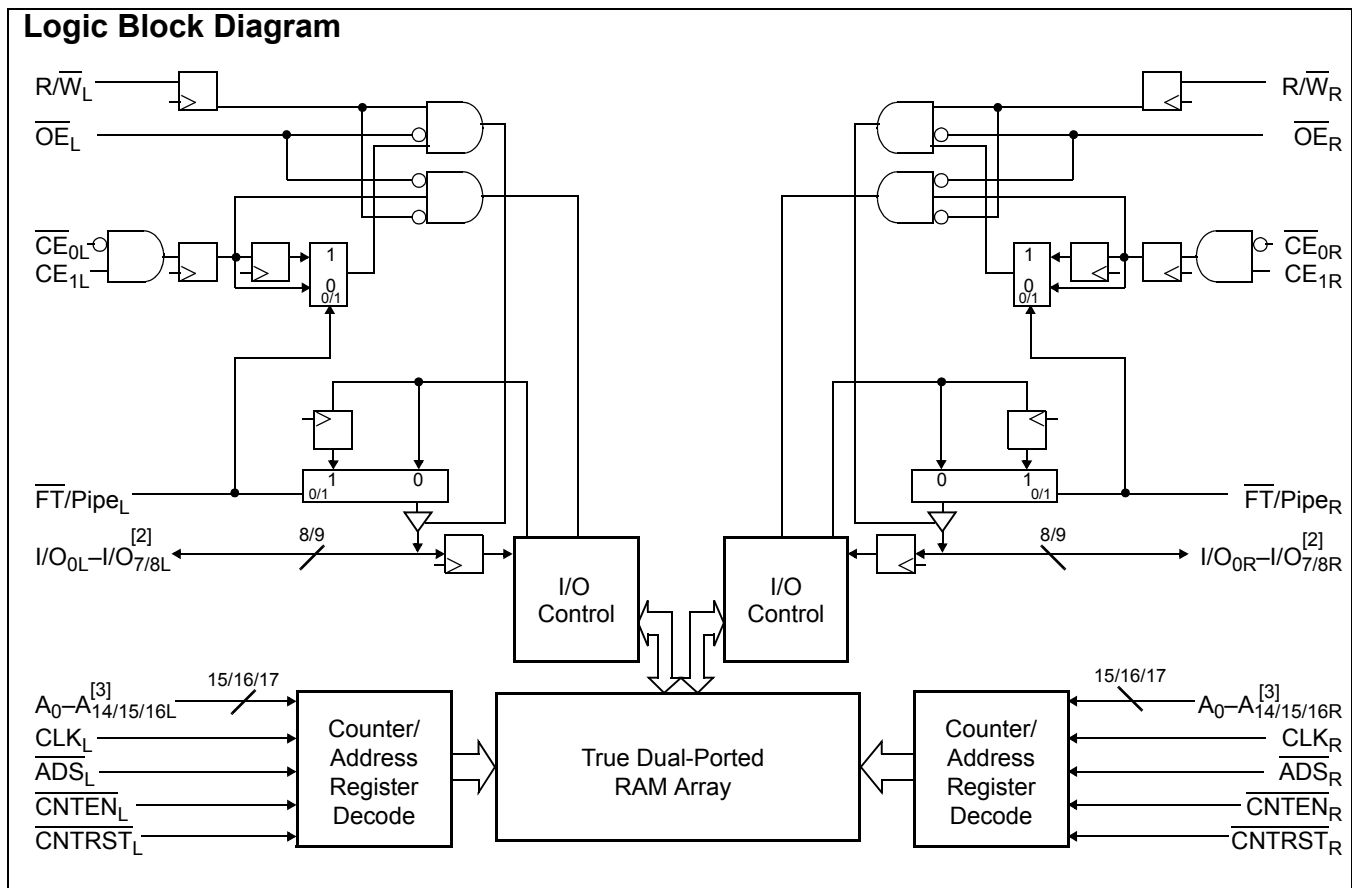 Logic Block Diagram
R/W̅L
R/W̅R
O̅E̅L
O̅E̅R
C̅E̅0L
CE1L
1
0
0/1
1
0
0/1
C̅E̅0R
CE1R
F̅T̅/PipeL
1
0
0/1
0
1
0/1
F̅T̅/PipeR
I/O0L–I/O7/8L[2]
8/9
8/9
I/O0R–I/O7/8R[2]
I/O
Control
I/O
Control
A0–A14/15/16L[3]
15/16/17
15/16/17
A0–A14/15/16R[3]
CLKL
CLKR
A̅D̅S̅L
A̅D̅S̅R
C̅N̅T̅E̅N̅L
C̅N̅T̅E̅N̅R
C̅N̅T̅R̅S̅T̅L
C̅N̅T̅R̅S̅T̅R
Counter/
Address
Register
Decode
True Dual-Ported
RAM Array
Counter/
Address
Register
Decode